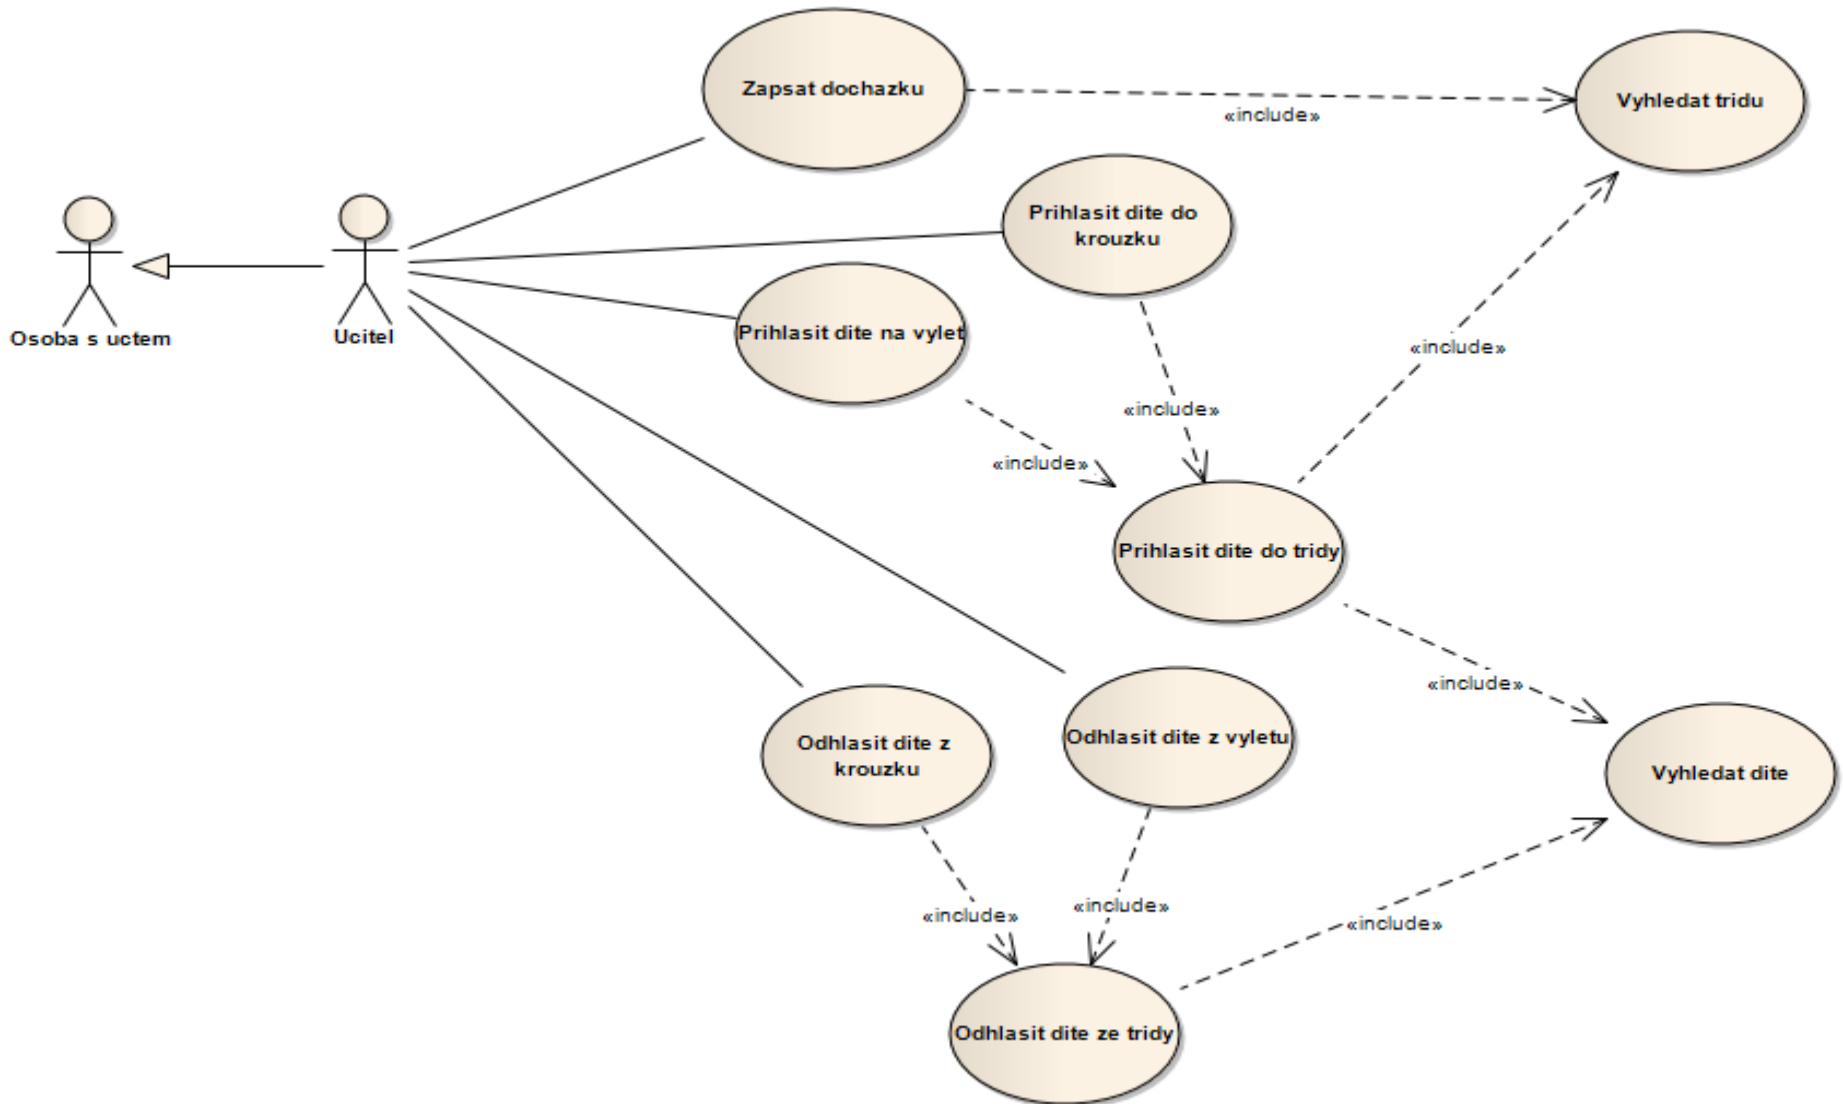 Zapsat dochazku
Vyhledat tridu
«include»
Prihlasit dite do
krouzku
Osoba s uctem
Ucitel
Prihlasit dite na vylet
«include»
«include»
«include»
Prihlasit dite do tridy
«include»
Odhlasit dite z
krouzku
Odhlasit dite z vyletu
Vyhledat dite
«include»
«include»
«include»
Odhlasit dite ze tridy